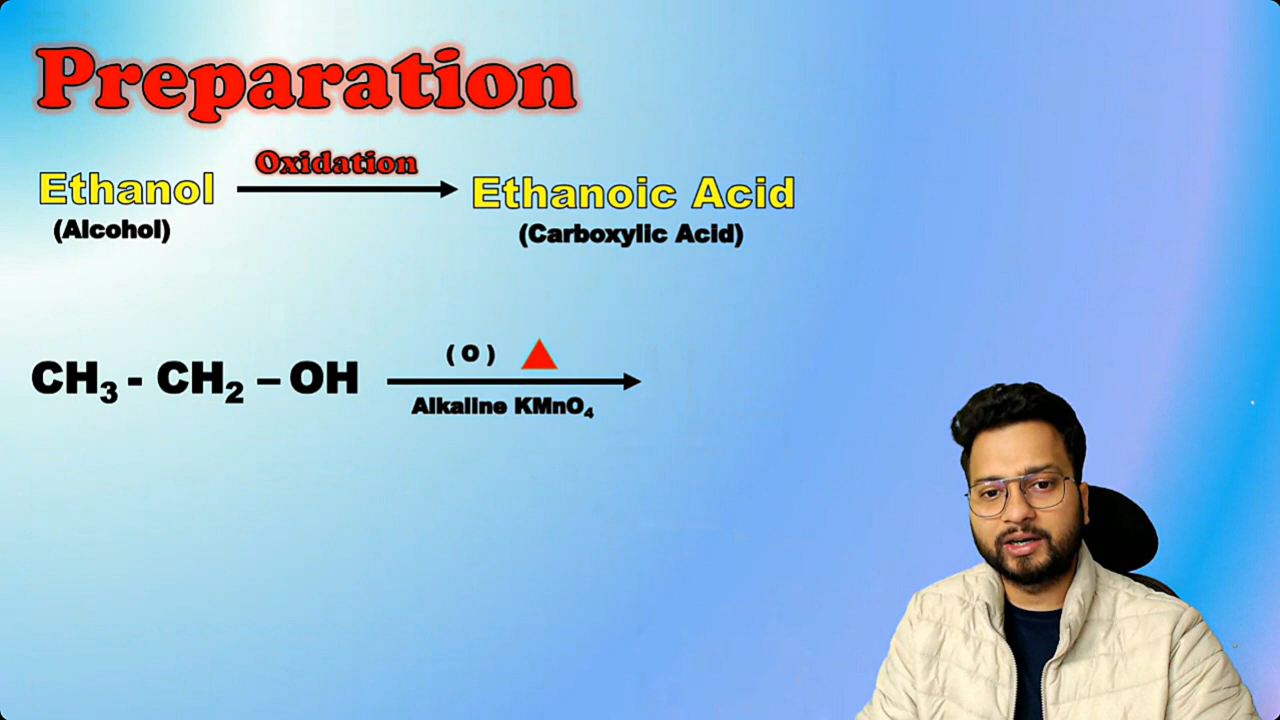 Preparation
Oxidation
Ethanol Ethanoic Acid
(Alcohol) (Carboxylic Acid)
( O )
CH₃ - CH₂ – OH
Alkaline KMnO₄